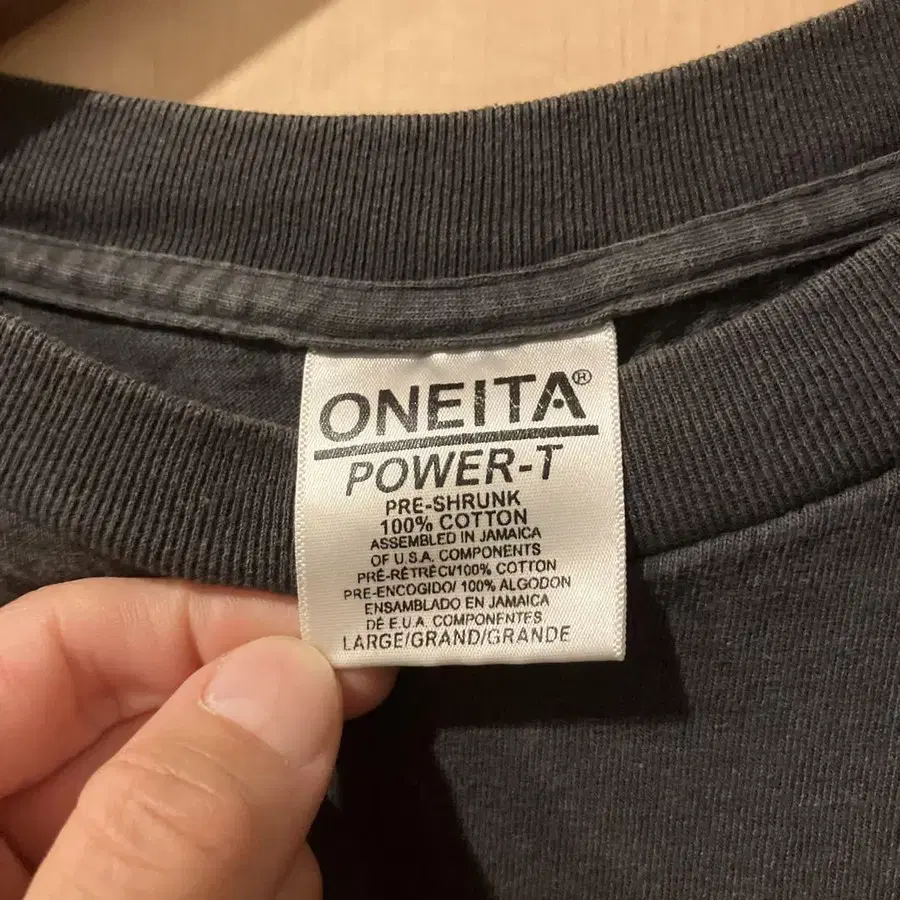 ONEITA®
POWER-T
PRE-SHRUNK
100% COTTON
ASSEMBLED IN JAMAICA
OF U.S.A. COMPONENTS
PRÉ-RÉTRÉCI/100% COTTON
PRE-ENCOGIDO/ 100% ALGODON
ENSAMBLADO EN JAMAICA
DÉ E.U.A. COMPONENTES
LARGE/GRAND/GRANDE